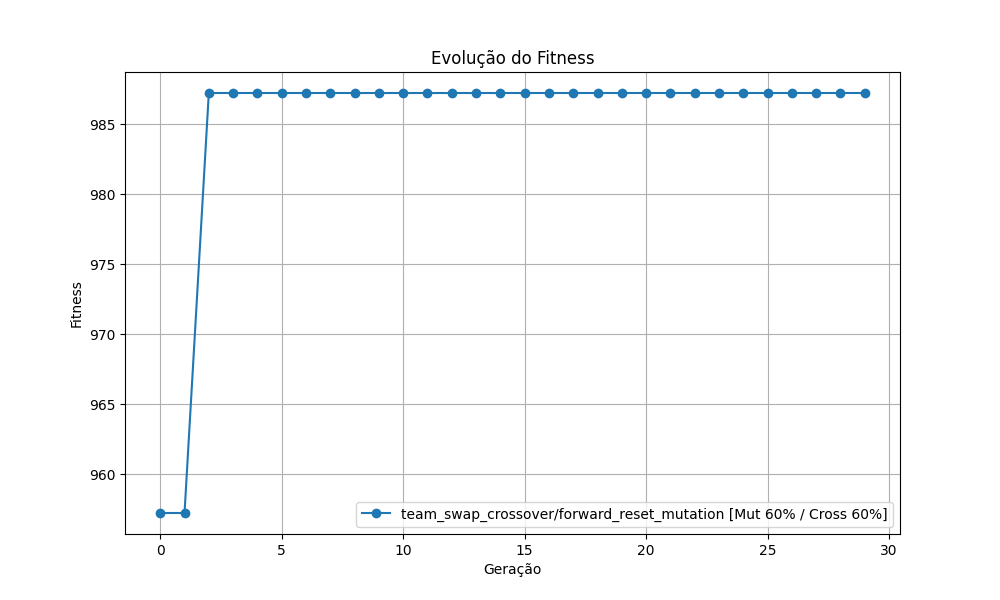 Evolução do Fitness
Fitness
985
980
975
970
965
960
0 5 10 15 20 25 30
Geração
team_swap_crossover/forward_reset_mutation [Mut 60% / Cross 60%]